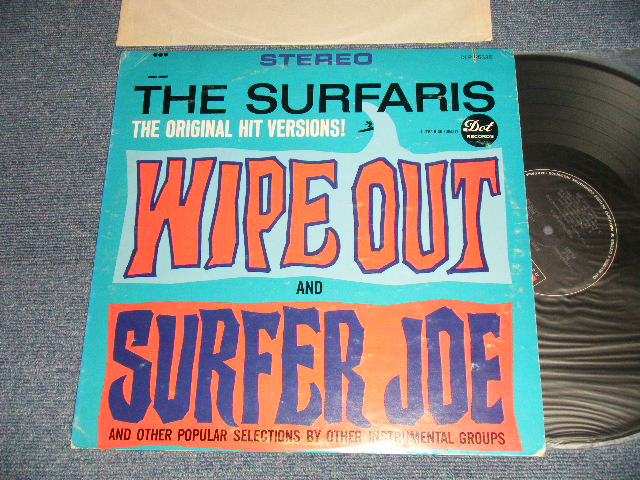 STEREO
THE SURFARIS
THE ORIGINAL HIT VERSIONS!
Dot
RECORDS
WIPE OUT
AND
SURFER JOE
AND OTHER POPULAR SELECTIONS BY OTHER INSTRUMENTAL GROUPS